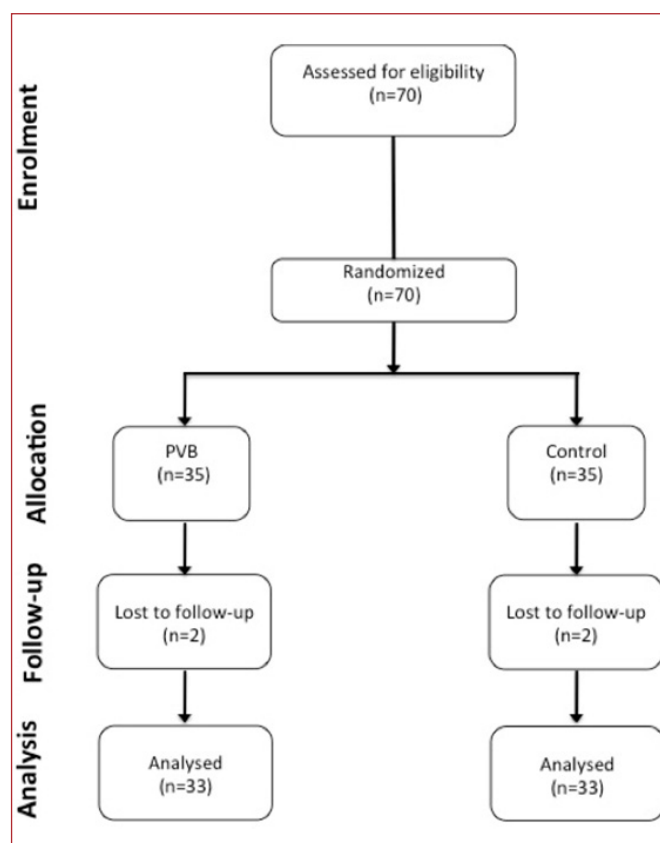 Enrolment
Assessed for eligibility
(n=70)
Randomized
(n=70)
Allocation
PVB
(n=35)
Control
(n=35)
Follow-up
Lost to follow-up
(n=2)
Lost to follow-up
(n=2)
Analysis
Analysed
(n=33)
Analysed
(n=33)